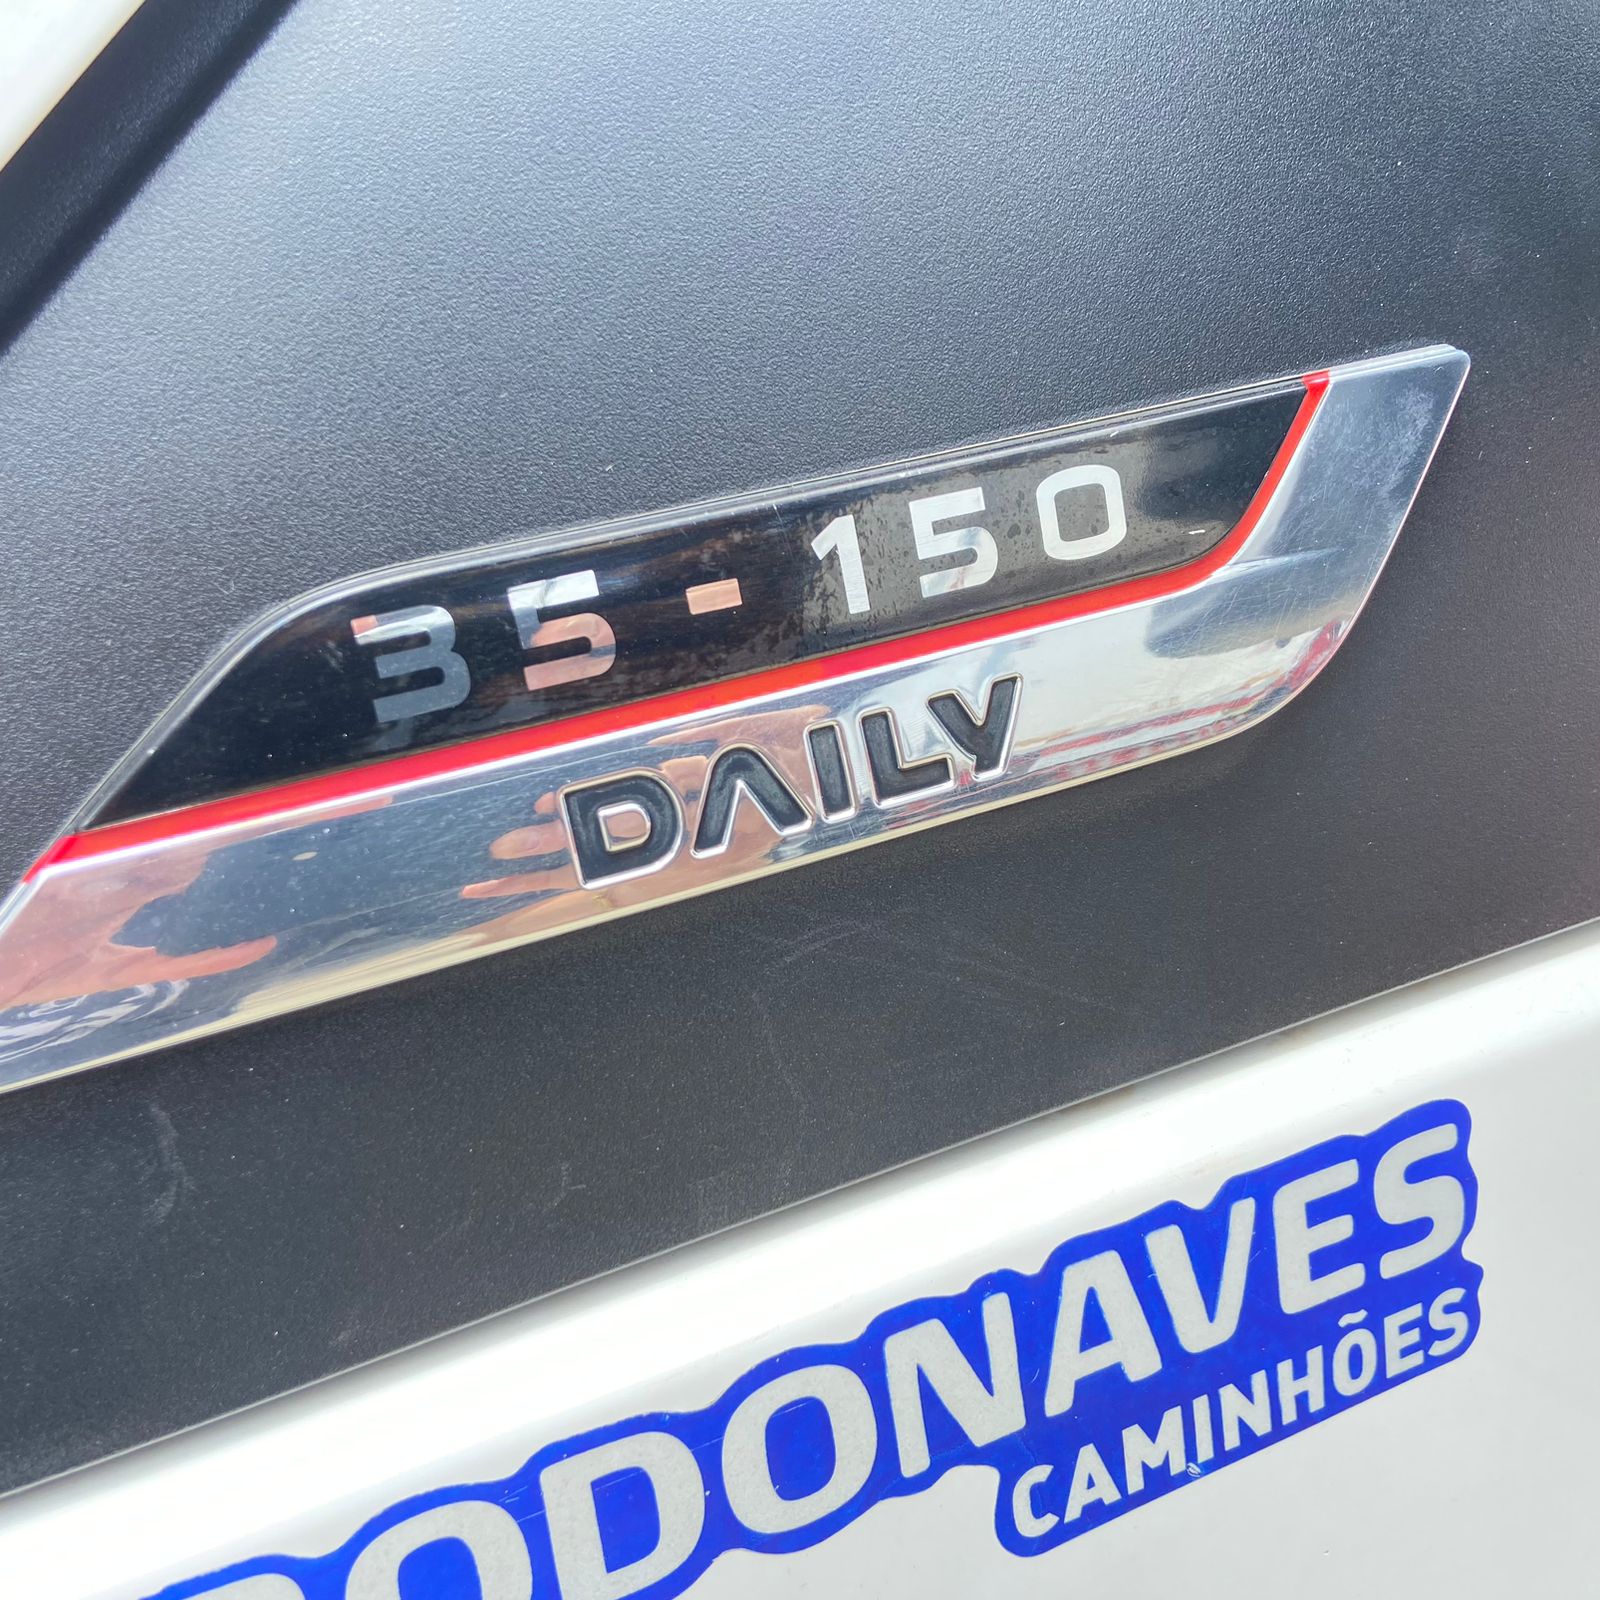 35-150
DAILY
RODONAVES
CAMINHÕES